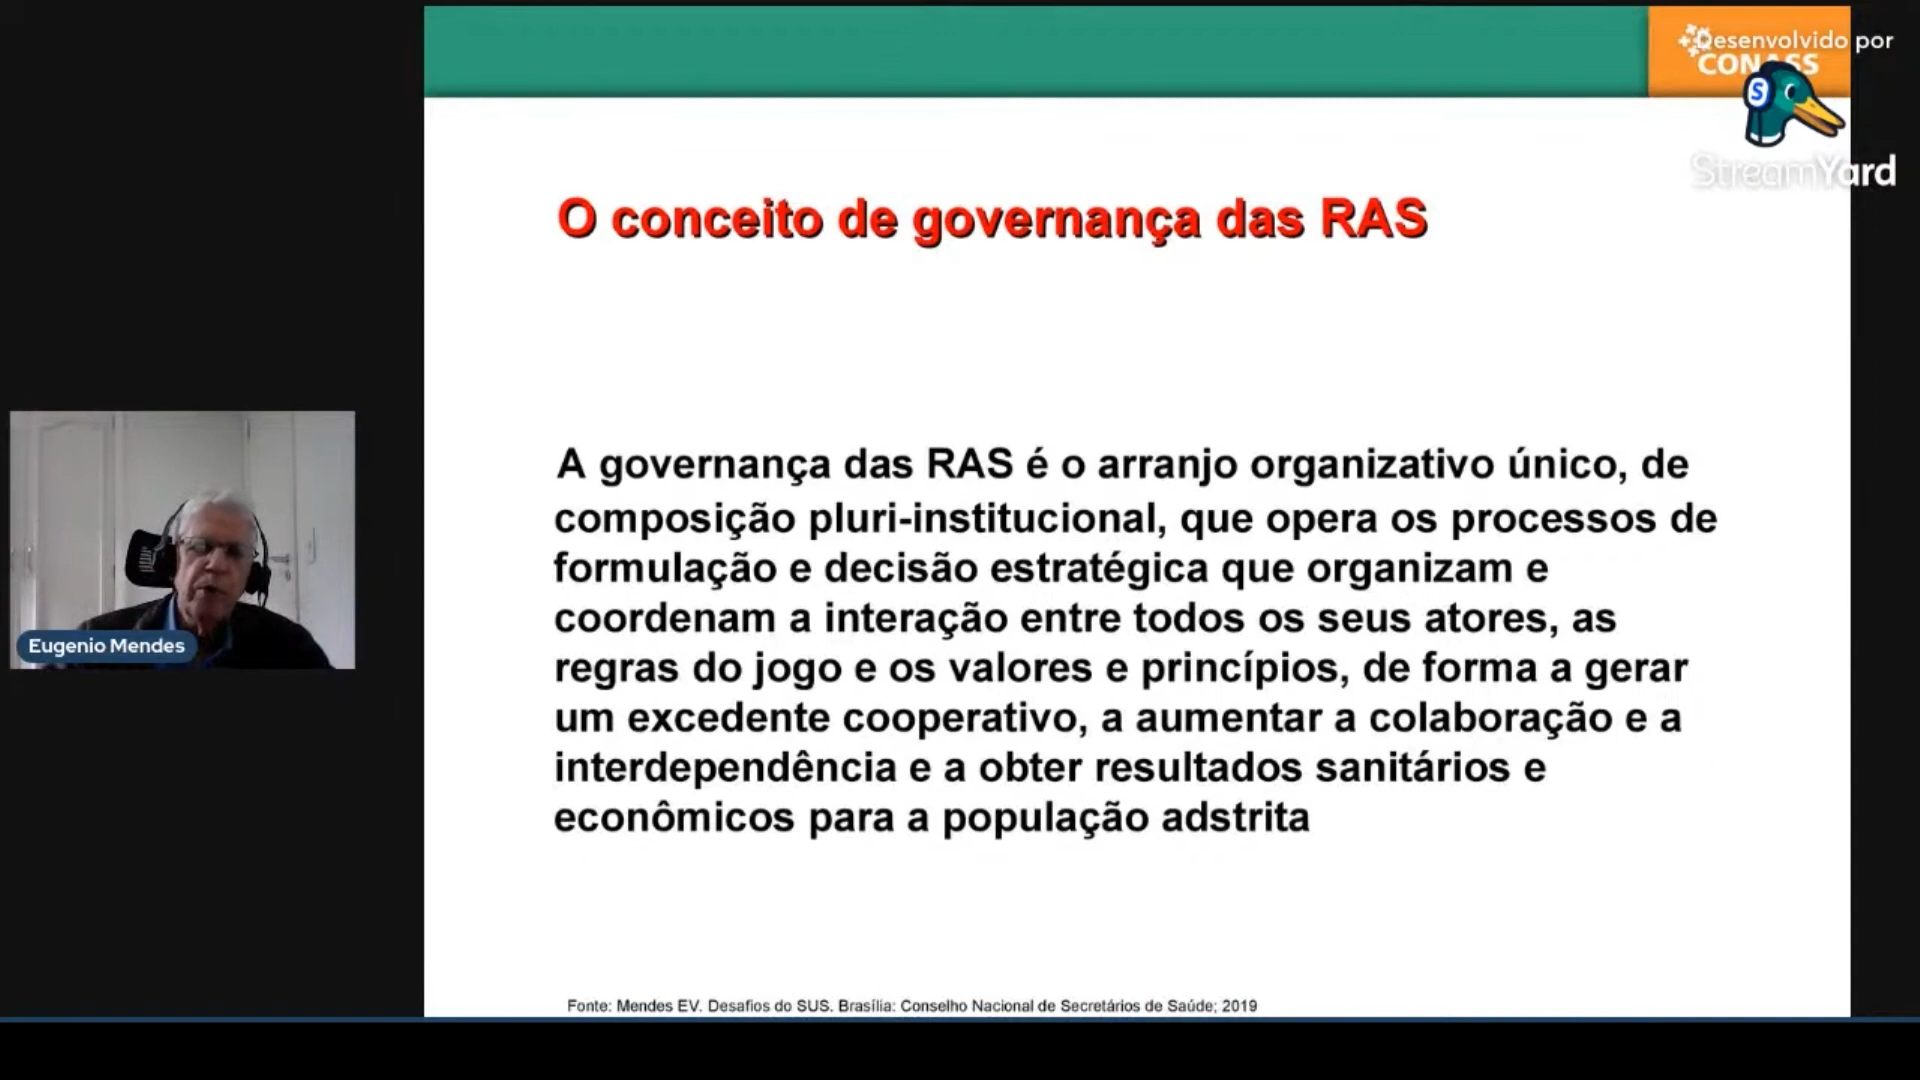 Desenvolvido por
CONASS
StreamYard
O conceito de governança das RAS
A governança das RAS é o arranjo organizativo único, de
composição pluri-institucional, que opera os processos de
formulação e decisão estratégica que organizam e
coordenam a interação entre todos os seus atores, as
regras do jogo e os valores e princípios, de forma a gerar
um excedente cooperativo, a aumentar a colaboração e a
interdependência e a obter resultados sanitários e
econômicos para a população adstrita
Eugenio Mendes
Fonte: Mendes EV. Desafios do SUS. Brasília: Conselho Nacional de Secretários de Saúde; 2019